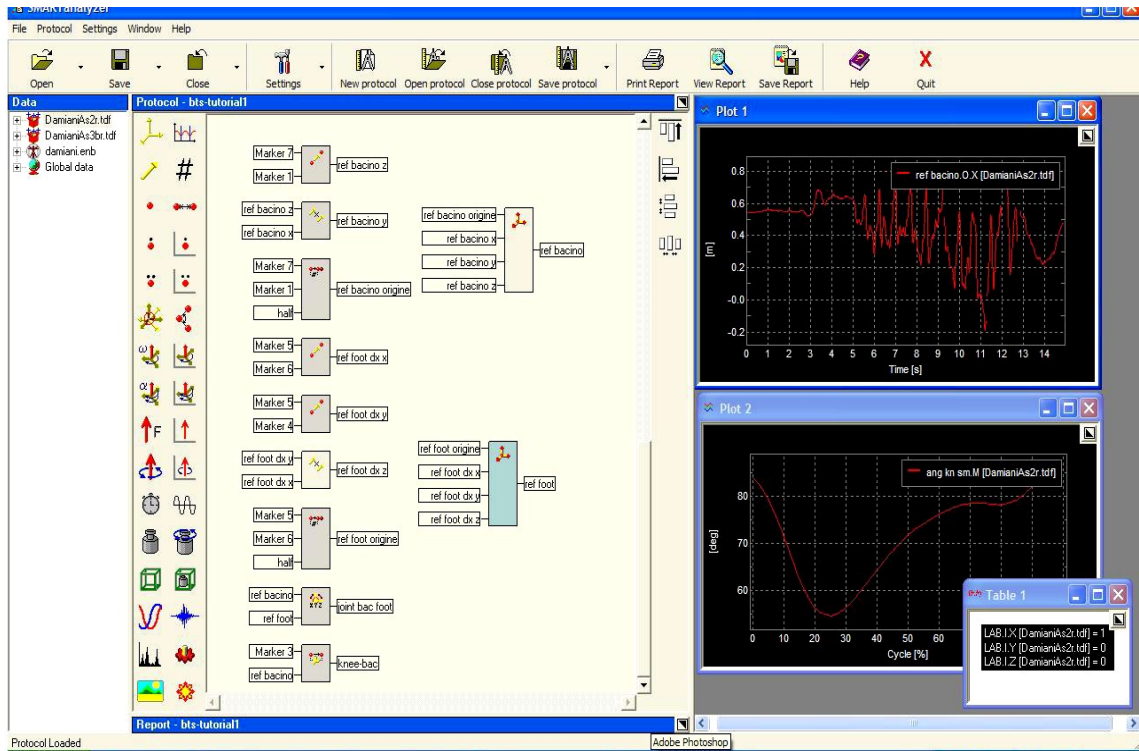 SMARTanalyzer
File Protocol Settings Window Help
Open Save Close Settings New protocol Open protocol Close protocol Save protocol Print Report View Report Save Report Help Quit
Data
DamianiAs2r.tdf
DamianiAs3br.tdf
damiani.enb
Global data
Protocol - bts-tutorial1
#
ω
α
F
Marker 7
Marker 1
ref bacino z
ref bacino z
ref bacino x
ref bacino y
Marker 7
Marker 1
half
ref bacino origine
Marker 5
Marker 6
ref foot dx x
Marker 5
Marker 4
ref foot dx y
ref foot dx y
ref foot dx x
ref foot dx z
Marker 5
Marker 6
half
ref foot origine
ref bacino
ref foot
XYZ
joint bac foot
Marker 3
ref bacino
knee-bac
ref bacino origine
ref bacino x
ref bacino y
ref bacino z
ref bacino
ref foot origine
ref foot dx x
ref foot dx y
ref foot dx z
ref foot
Report - bts-tutorial1
Plot 1
ref bacino.O.X [DamianiAs2r.tdf]
0.8
0.6
0.4
0.2
-0.0
-0.2
[m]
0 1 2 3 4 5 6 7 8 9 10 11 12 13 14
Time [s]
Plot 2
ang kn sm.M [DamianiAs2r.tdf]
80
70
60
[deg]
0 10 20 30 40 50 60
Cycle [%]
Table 1
LAB.I.X [DamianiAs2r.tdf] = 1
LAB.I.Y [DamianiAs2r.tdf] = 0
LAB.I.Z [DamianiAs2r.tdf] = 0
Protocol Loaded
Adobe Photoshop